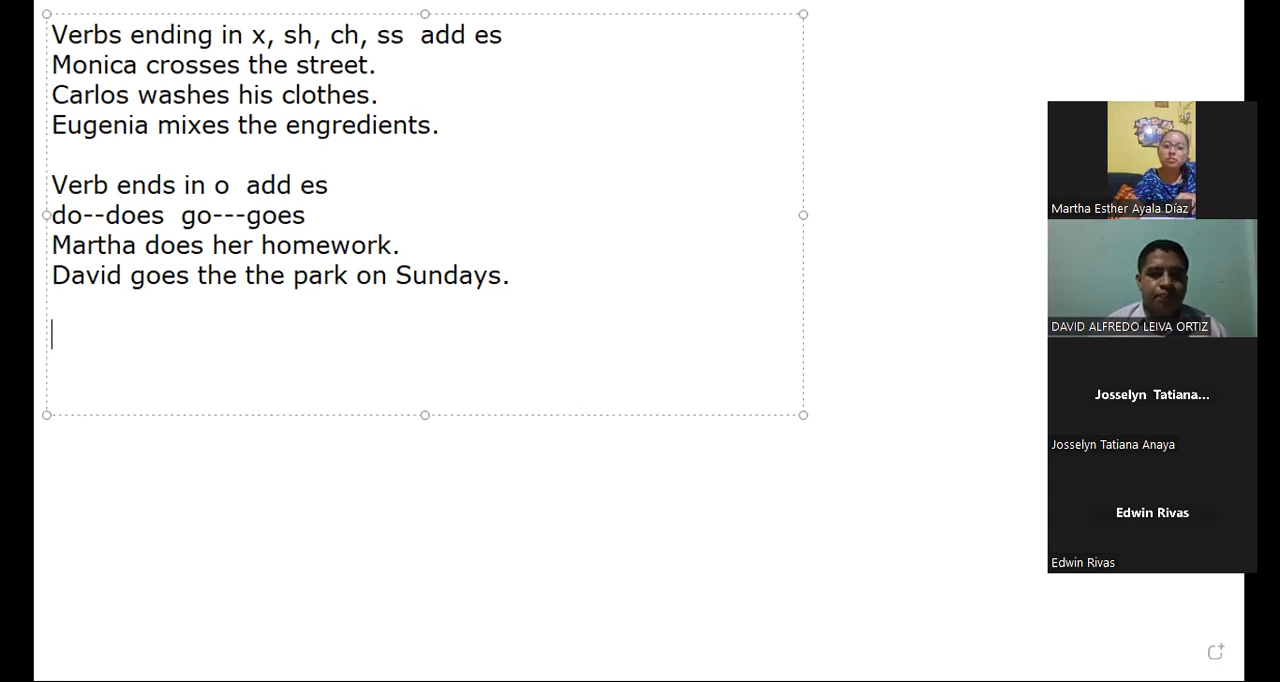 Verbs ending in x, sh, ch, ss  add es
Monica crosses the street.
Carlos washes his clothes.
Eugenia mixes the engredients.
Verb ends in o  add es
do--does  go---goes
Martha does her homework.
David goes the the park on Sundays.
Martha Esther Ayala Díaz
DAVID ALFREDO LEIVA ORTIZ
Josselyn Tatiana...
Josselyn Tatiana Anaya
Edwin Rivas
Edwin Rivas